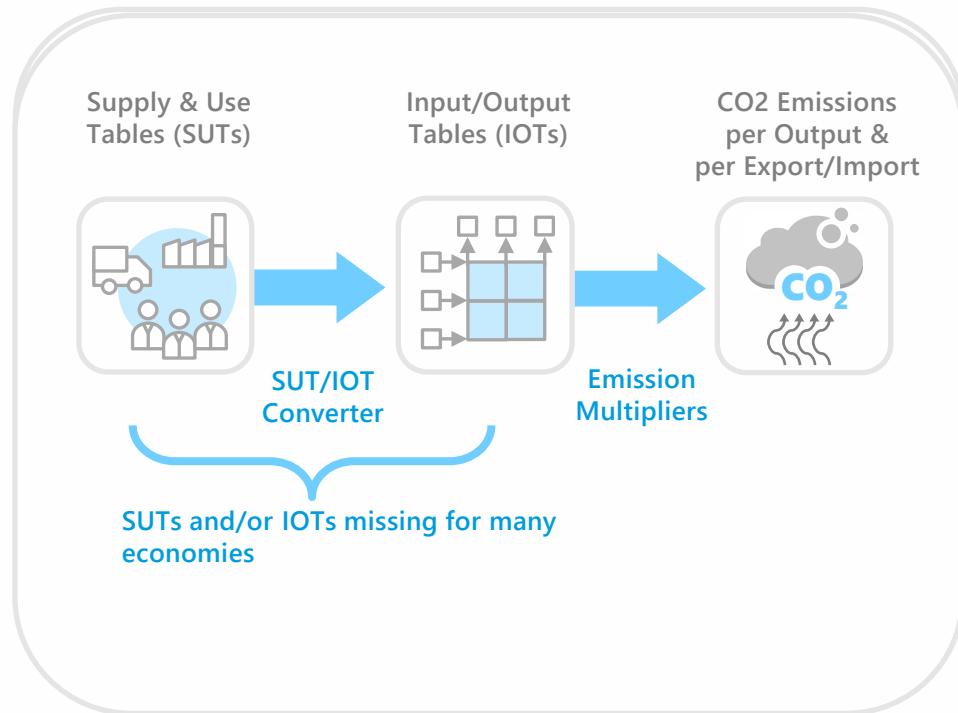 Supply & Use
Tables (SUTs)
Input/Output
Tables (IOTs)
CO2 Emissions
per Output &
per Export/Import
CO₂
SUT/IOT
Converter
Emission
Multipliers
SUTs and/or IOTs missing for many
economies